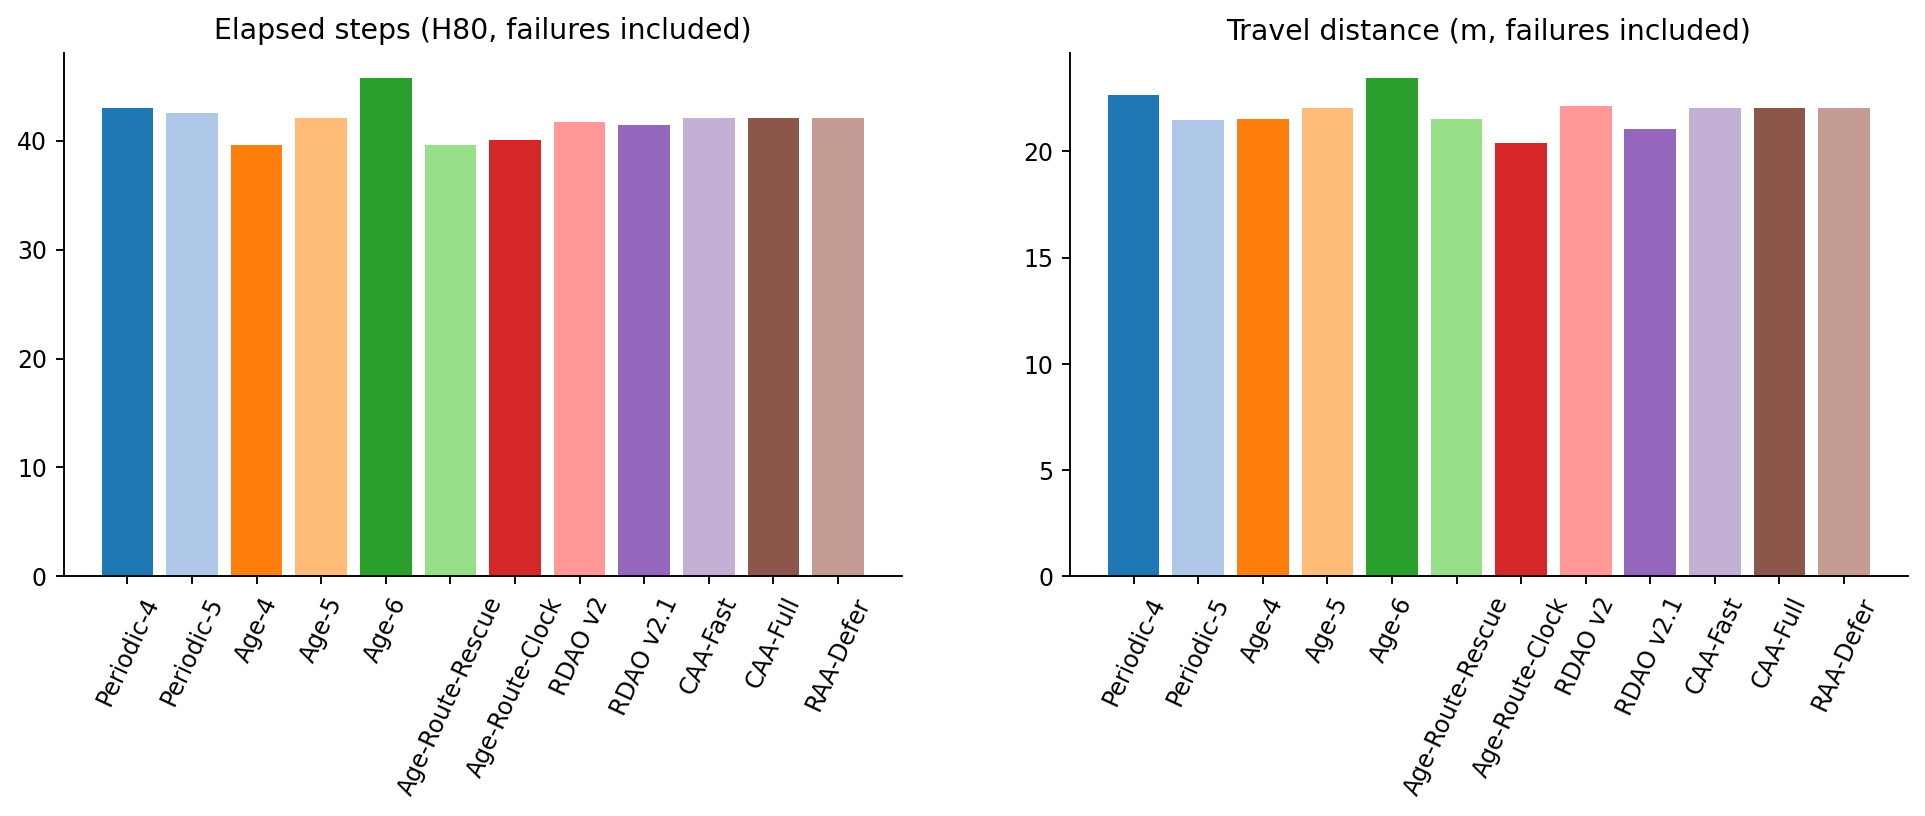 Elapsed steps (H80, failures included)
40
30
20
10
0
Periodic-4
Periodic-5
Age-4
Age-5
Age-6
Age-Route-Rescue
Age-Route-Clock
RDAO v2
RDAO v2.1
CAA-Fast
CAA-Full
RAA-Defer
Travel distance (m, failures included)
20
15
10
5
0
Periodic-4
Periodic-5
Age-4
Age-5
Age-6
Age-Route-Rescue
Age-Route-Clock
RDAO v2
RDAO v2.1
CAA-Fast
CAA-Full
RAA-Defer